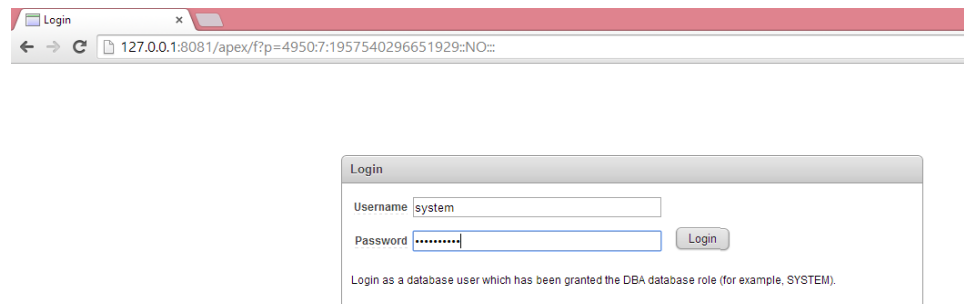 Login
127.0.0.1:8081/apex/f?p=4950:7:1957540296651929::NO:::
Login
Username system
Password ••••••••••
Login
Login as a database user which has been granted the DBA database role (for example, SYSTEM).